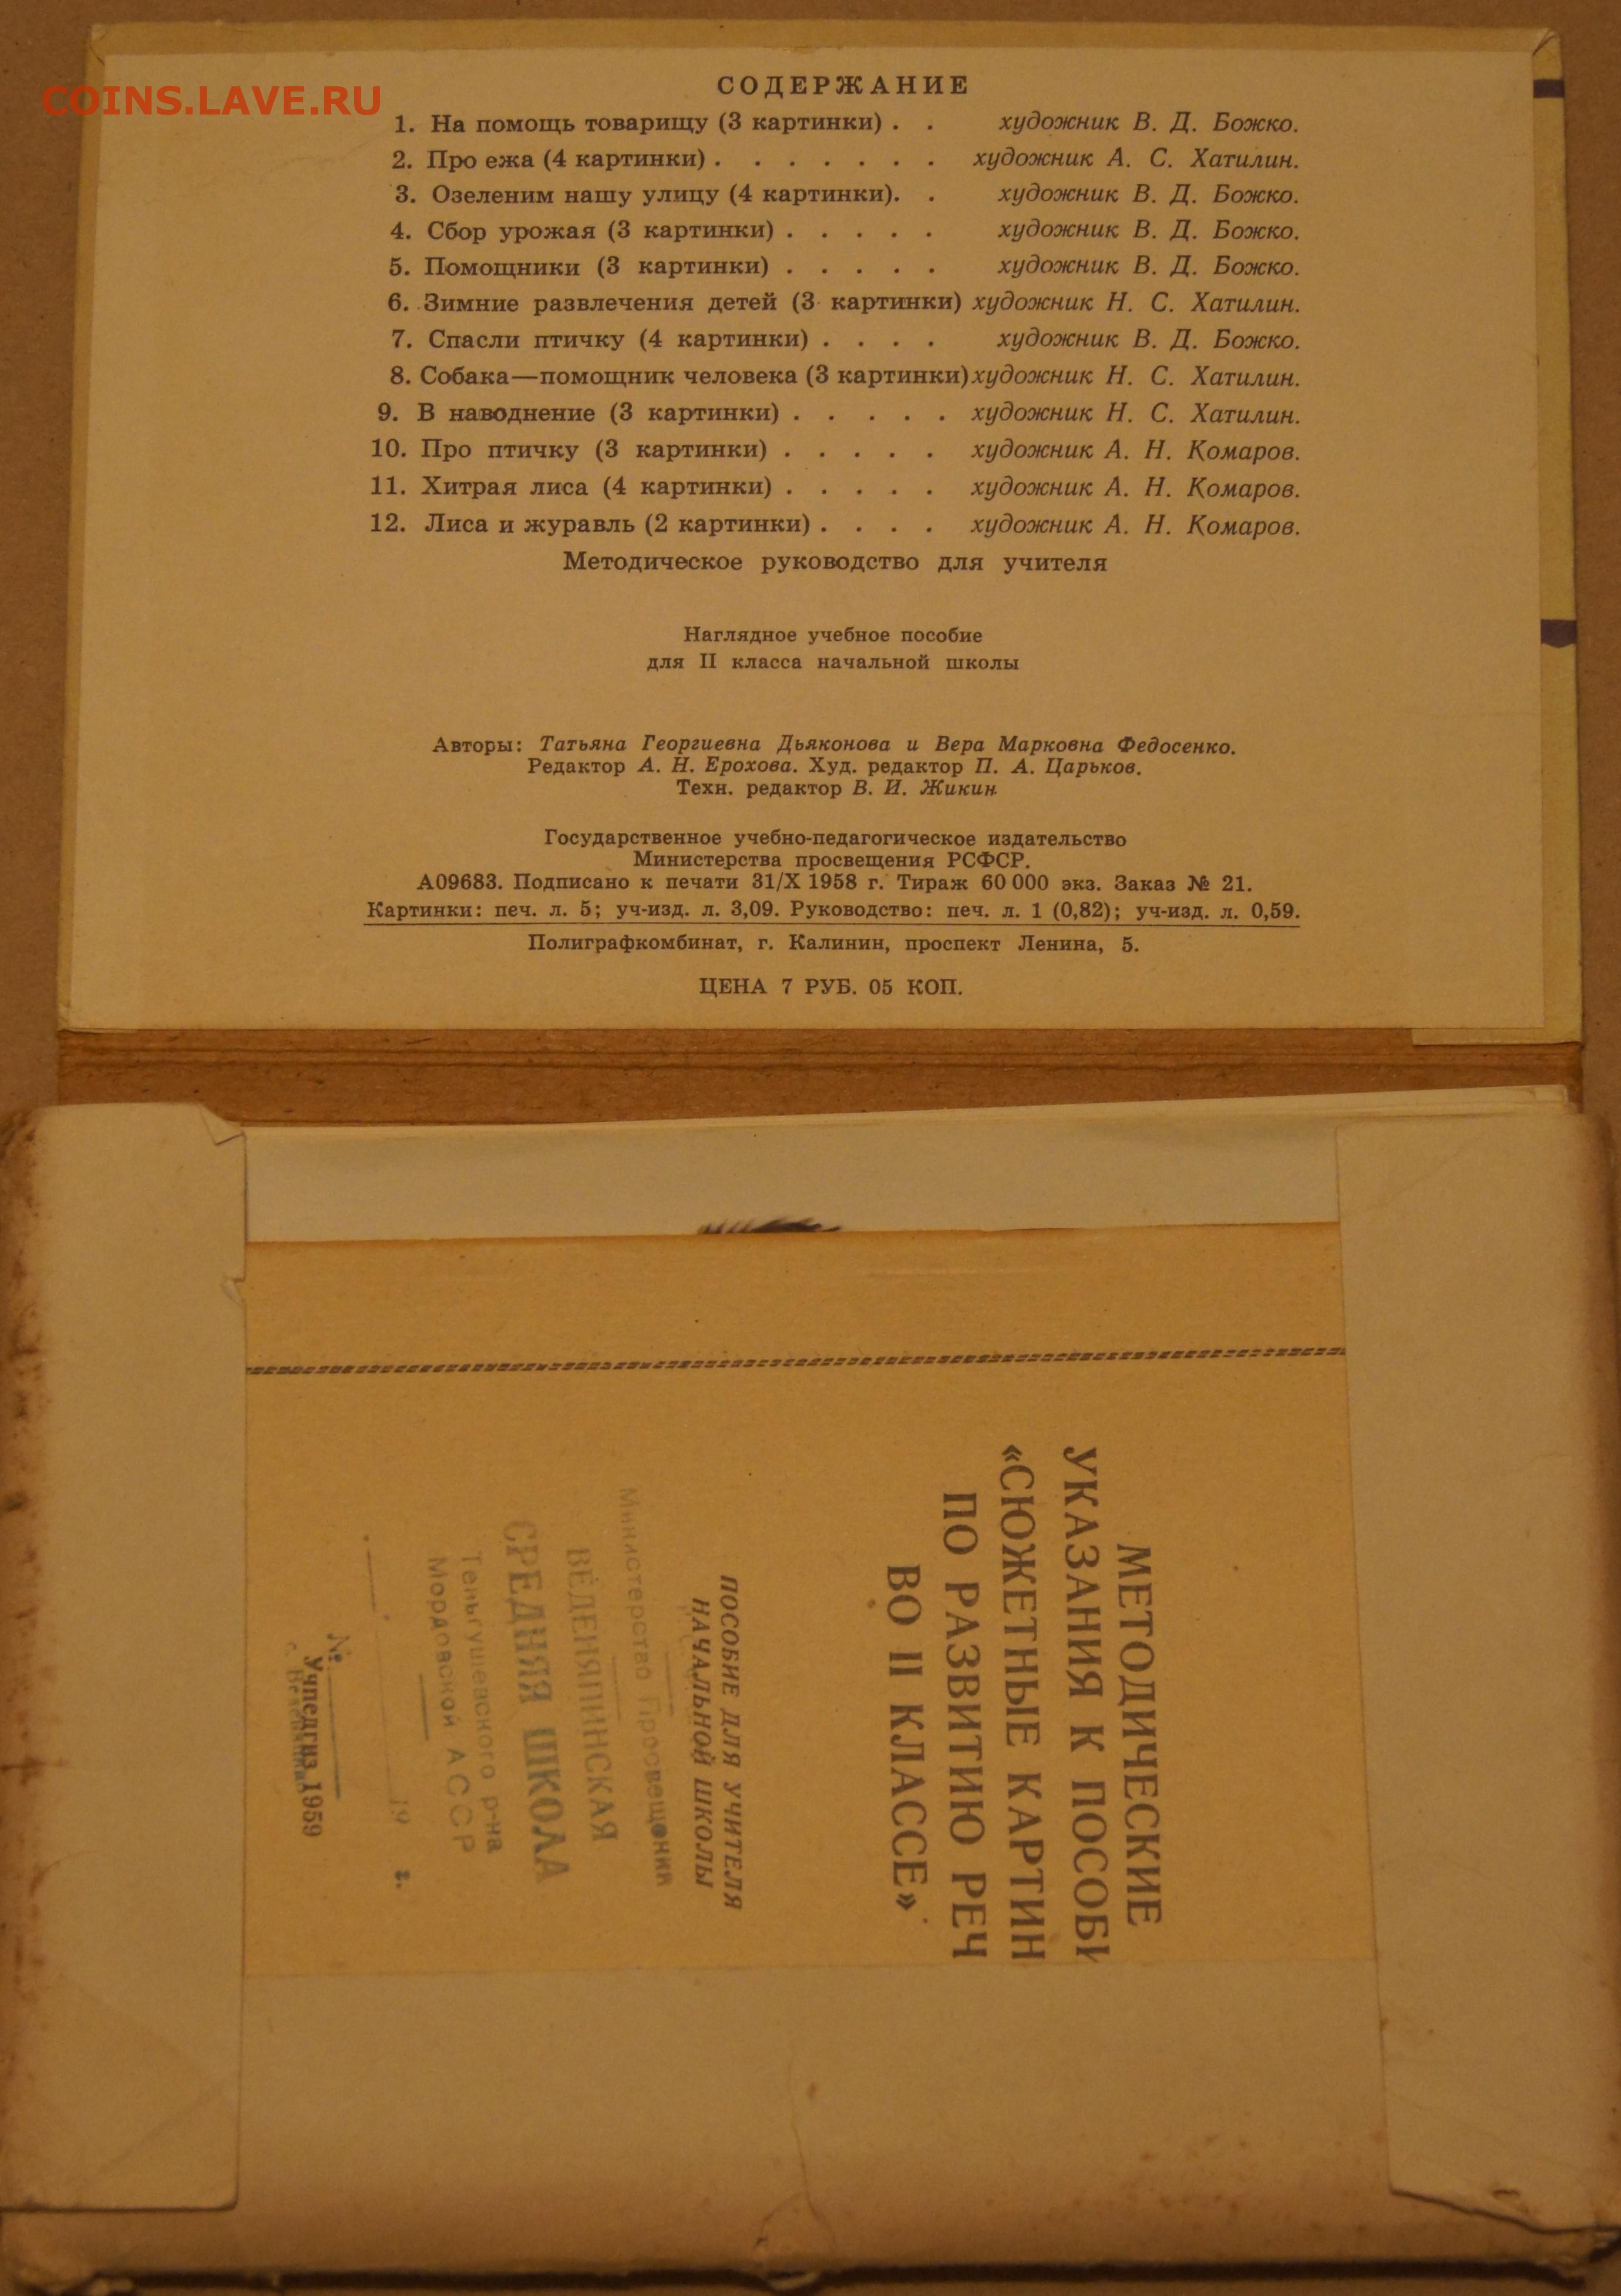 COINS.LAVE.RU
СОДЕРЖАНИЕ
1. На помощь товарищу (3 картинки) . . художник В. Д. Божко.
2. Про ежа (4 картинки) . . . . . . . художник А. С. Хатилин.
3. Озеленим нашу улицу (4 картинки). . художник В. Д. Божко.
4. Сбор урожая (3 картинки) . . . . . художник В. Д. Божко.
5. Помощники (3 картинки) . . . . . художник В. Д. Божко.
6. Зимние развлечения детей (3 картинки) художник Н. С. Хатилин.
7. Спасли птичку (4 картинки) . . . . художник В. Д. Божко.
8. Собака—помощник человека (3 картинки) художник Н. С. Хатилин.
9. В наводнение (3 картинки) . . . . . художник Н. С. Хатилин.
10. Про птичку (3 картинки) . . . . . художник А. Н. Комаров.
11. Хитрая лиса (4 картинки) . . . . . художник А. Н. Комаров.
12. Лиса и журавль (2 картинки) . . . . художник А. Н. Комаров.
Методическое руководство для учителя
Наглядное учебное пособие
для II класса начальной школы
Авторы: Татьяна Георгиевна Дьяконова и Вера Марковна Федосенко.
Редактор А. Н. Ерохова. Худ. редактор П. А. Царьков.
Техн. редактор В. И. Жикин
Государственное учебно-педагогическое издательство
Министерства просвещения РСФСР.
А09683. Подписано к печати 31/X 1958 г. Тираж 60 000 экз. Заказ № 21.
Картинки: печ. л. 5; уч-изд. л. 3,09. Руководство: печ. л. 1 (0,82); уч-изд. л. 0,59.
Полиграфкомбинат, г. Калинин, проспект Ленина, 5.
ЦЕНА 7 РУБ. 05 КОП.
МЕТОДИЧЕСКИЕ
УКАЗАНИЯ К ПОСОБИ
«СЮЖЕТНЫЕ КАРТИН
ПО РАЗВИТИЮ РЕЧ
ВО II КЛАССЕ»
ПОСОБИЕ ДЛЯ УЧИТЕЛЯ
НАЧАЛЬНОЙ ШКОЛЫ
Министерство Просвещения
ВЕДЕНЯПИНСКАЯ
СРЕДНЯЯ ШКОЛА
Теньгушевского р-на
Мордовской АССР
19 г.
№
Учпедгиз 1959